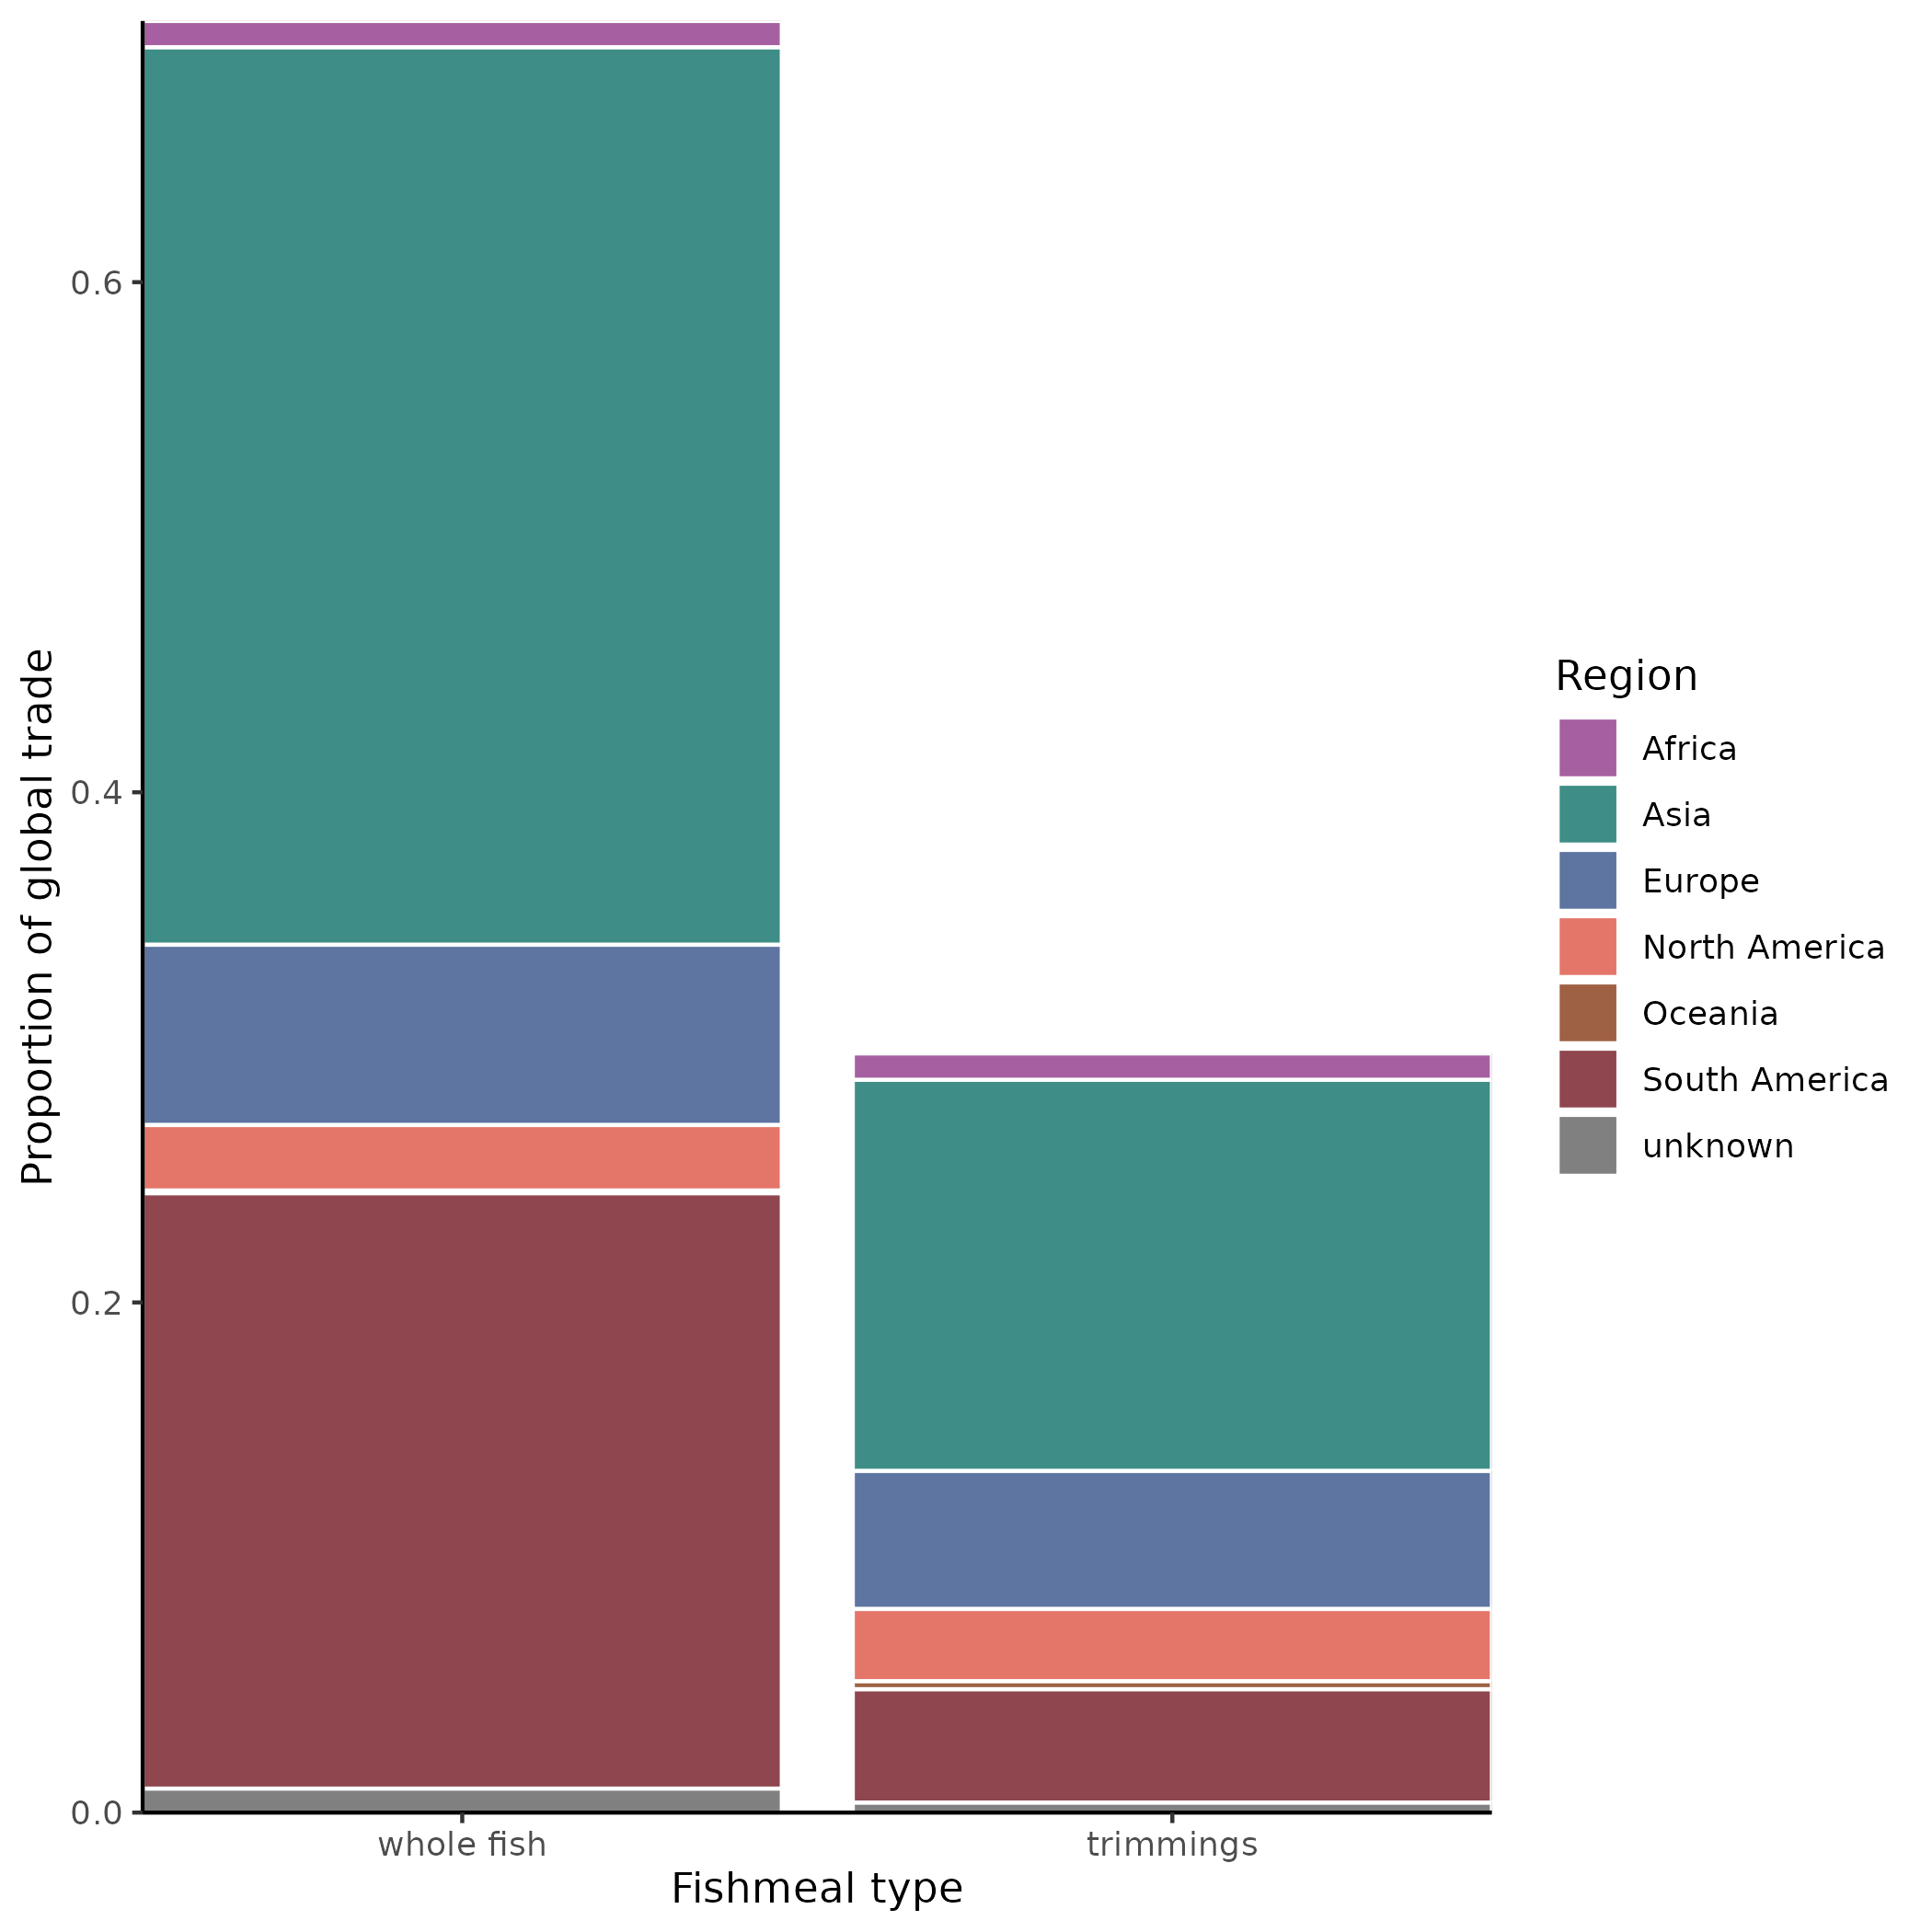 Proportion of global trade
0.6
0.4
0.2
0.0
whole fish
trimmings
Fishmeal type
Region
Africa
Asia
Europe
North America
Oceania
South America
unknown